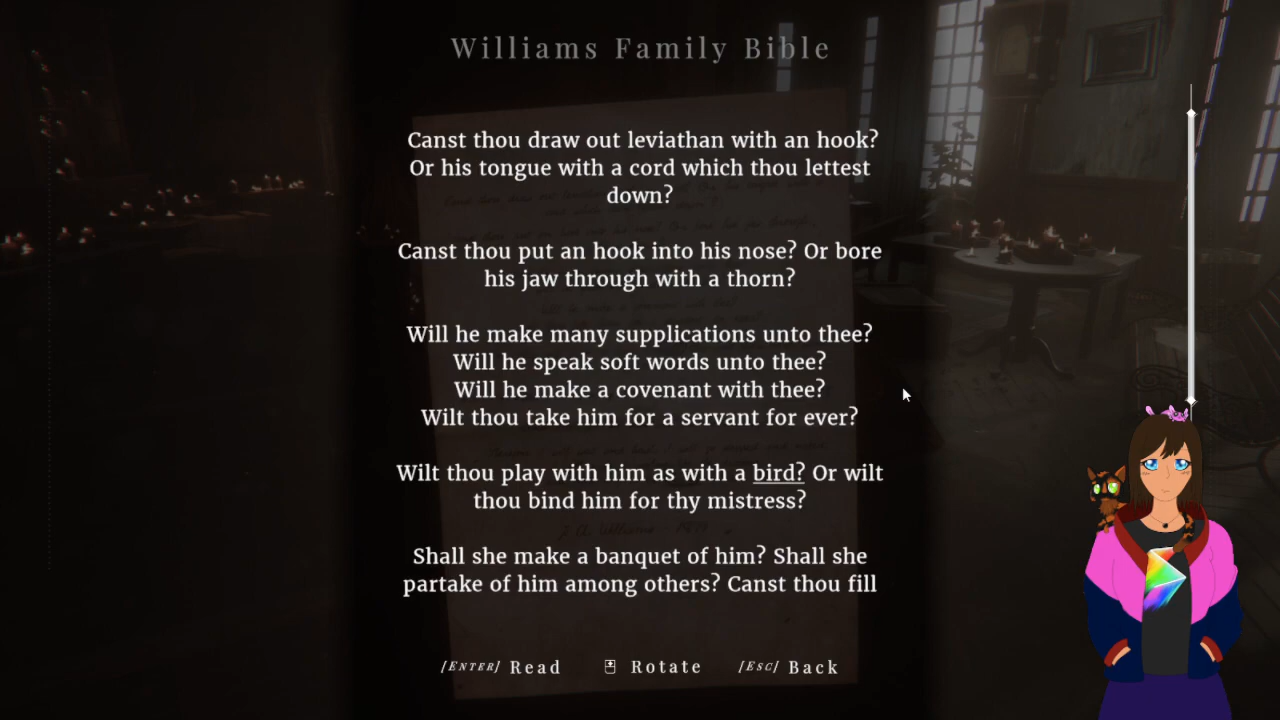 Williams Family Bible
Canst thou draw out leviathan with an hook?
Or his tongue with a cord which thou lettest
down?
Canst thou put an hook into his nose? Or bore
his jaw through with a thorn?
Will he make many supplications unto thee?
Will he speak soft words unto thee?
Will he make a covenant with thee?
Wilt thou take him for a servant for ever?
Wilt thou play with him as with a bird? Or wilt
thou bind him for thy mistress?
Shall she make a banquet of him? Shall she
partake of him among others? Canst thou fill
[ENTER] Read Rotate [ESC] Back